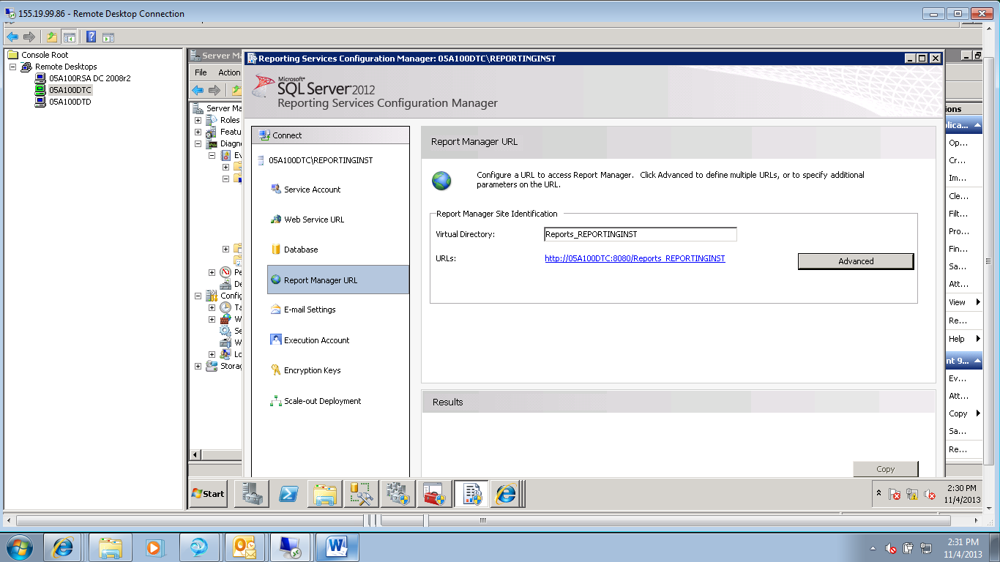 155.19.99.86 - Remote Desktop Connection
Console Root
Remote Desktops
05A100RSA DC 2008r2
05A100DTC
05A100DTD
Server Ma
File Action
Server Ma
Roles
Featu
Diagno
Ev
Pe
De
Config
Ta
W
Se
W
Lo
Storag
Reporting Services Configuration Manager: 05A100DTC\REPORTINGINST
Microsoft®
SQL Server 2012
Reporting Services Configuration Manager
Connect
05A100DTC\REPORTINGINST
Service Account
Web Service URL
Database
Report Manager URL
E-mail Settings
Execution Account
Encryption Keys
Scale-out Deployment
Report Manager URL
Configure a URL to access Report Manager. Click Advanced to define multiple URLs, or to specify additional
parameters on the URL.
Report Manager Site Identification
Virtual Directory:
Reports_REPORTINGINST
URLs:
http://05A100DTC:8080/Reports_REPORTINGINST
Advanced
Results
Copy
ions
plica...
Op...
Cr...
Im...
Cle...
Filt...
Pro...
Fin...
Sa...
Att...
View
Re...
Help
nt 9...
Ev...
Att...
Copy
Sa...
Re...
Start
2:30 PM
11/4/2013
2:31 PM
11/4/2013